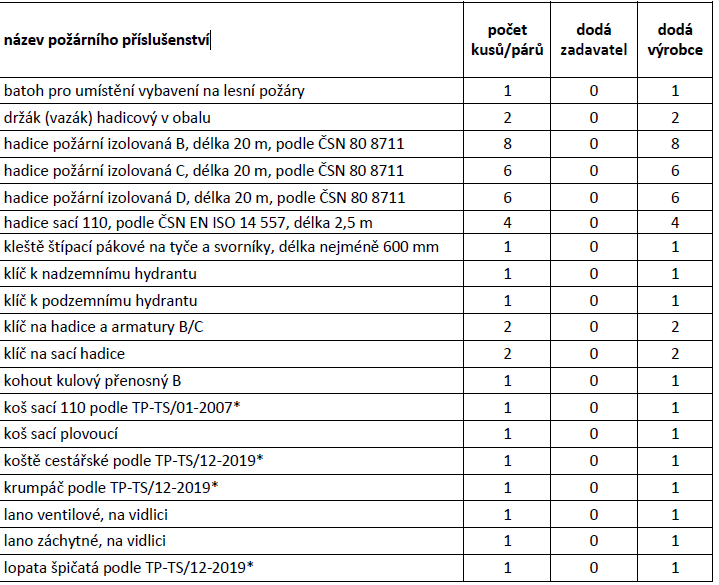 název požárního příslušenství počet kusů/párů dodá zadavatel dodá výrobce
batoh pro umístění vybavení na lesní požáry 1 0 1
držák (vazák) hadicový v obalu 2 0 2
hadice požární izolovaná B, délka 20 m, podle ČSN 80 8711 8 0 8
hadice požární izolovaná C, délka 20 m, podle ČSN 80 8711 6 0 6
hadice požární izolovaná D, délka 20 m, podle ČSN 80 8711 6 0 6
hadice sací 110, podle ČSN EN ISO 14 557, délka 2,5 m 4 0 4
kleště štípací pákové na tyče a svorníky, délka nejméně 600 mm 1 0 1
klíč k nadzemnímu hydrantu 1 0 1
klíč k podzemnímu hydrantu 1 0 1
klíč na hadice a armatury B/C 2 0 2
klíč na sací hadice 2 0 2
kohout kulový přenosný B 1 0 1
koš sací 110 podle TP-TS/01-2007* 1 0 1
koš sací plovoucí 1 0 1
koště cestářské podle TP-TS/12-2019* 1 0 1
krumpáč podle TP-TS/12-2019* 1 0 1
lano ventilové, na vidlici 1 0 1
lano záchytné, na vidlici 1 0 1
lopata špičatá podle TP-TS/12-2019* 1 0 1